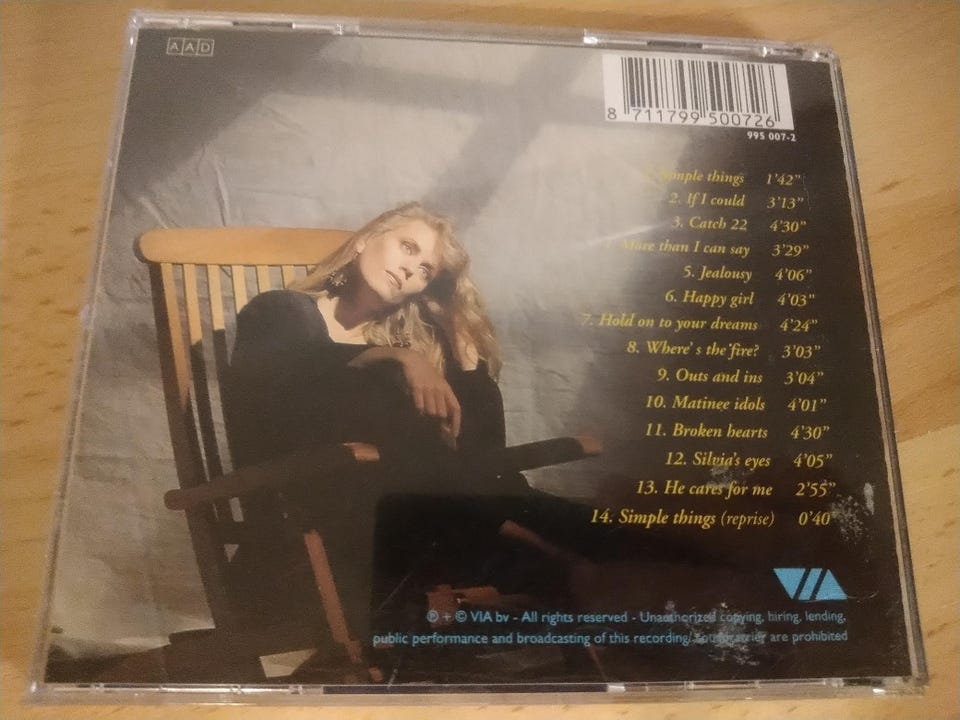 AAD
8 711799 500726
995 007-2
1. Simple things 1'42"
2. If I could 3'13"
3. Catch 22 4'30"
4. More than I can say 3'29"
5. Jealousy 4'06"
6. Happy girl 4'03"
7. Hold on to your dreams 4'24"
8. Where's the fire? 3'03"
9. Outs and ins 3'04"
10. Matinee idols 4'01"
11. Broken hearts 4'30"
12. Silvia's eyes 4'05"
13. He cares for me 2'55"
14. Simple things (reprise) 0'40"
VIA
℗ + © VIA bv - All rights reserved - Unauthorized copying, hiring, lending,
public performance and broadcasting of this recording are prohibited